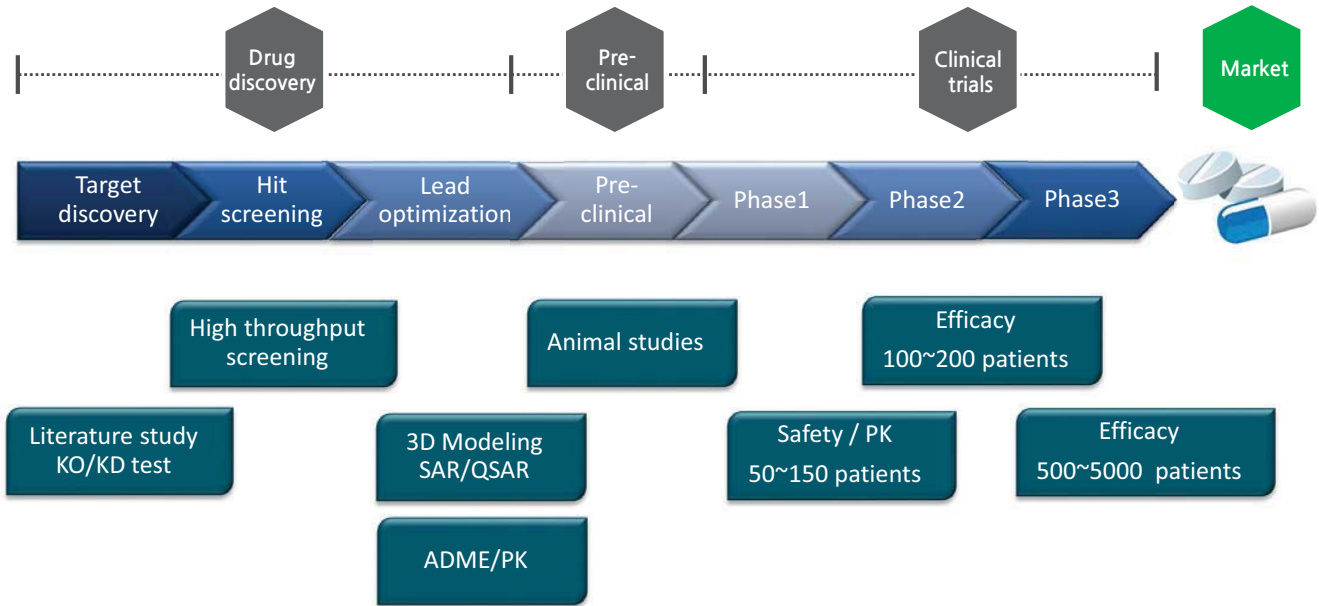 Drug
discovery
Pre-
clinical
Clinical
trials
Market
Target
discovery
Hit
screening
Lead
optimization
Pre-
clinical
Phase1
Phase2
Phase3
High throughput
screening
Animal studies
Efficacy
100~200 patients
Literature study
KO/KD test
3D Modeling
SAR/QSAR
Safety / PK
50~150 patients
Efficacy
500~5000 patients
ADME/PK